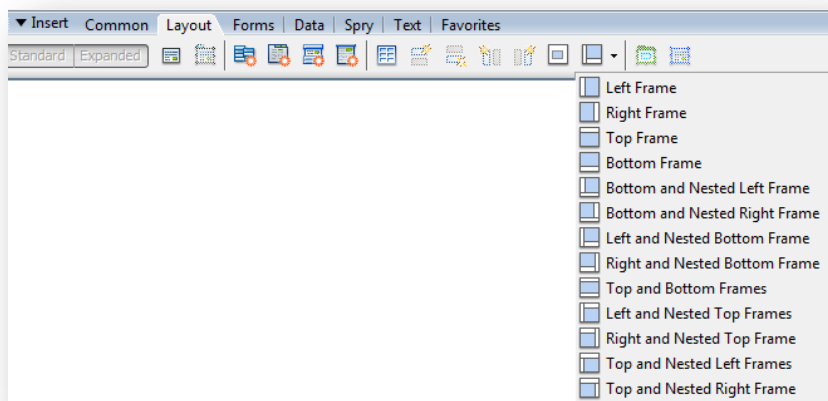 ▼ Insert Common Layout Forms Data Spry Text Favorites
Standard Expanded
Left Frame
Right Frame
Top Frame
Bottom Frame
Bottom and Nested Left Frame
Bottom and Nested Right Frame
Left and Nested Bottom Frame
Right and Nested Bottom Frame
Top and Bottom Frames
Left and Nested Top Frames
Right and Nested Top Frame
Top and Nested Left Frames
Top and Nested Right Frame